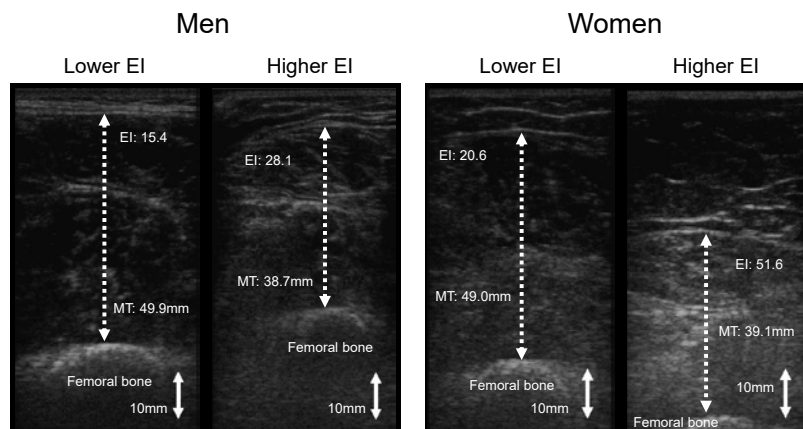 Men
Women
Lower EI
Higher EI
Lower EI
Higher EI
EI: 15.4
MT: 49.9mm
Femoral bone
10mm
EI: 28.1
MT: 38.7mm
Femoral bone
10mm
EI: 20.6
MT: 49.0mm
Femoral bone
10mm
EI: 51.6
MT: 39.1mm
10mm
Femoral bone